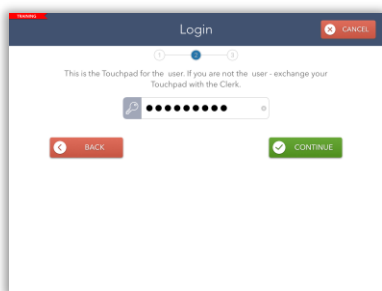 TRAINING
Login
CANCEL
1 2 3
This is the Touchpad for the user. If you are not the user - exchange your
Touchpad with the Clerk.
●●●●●●●●●
BACK
CONTINUE